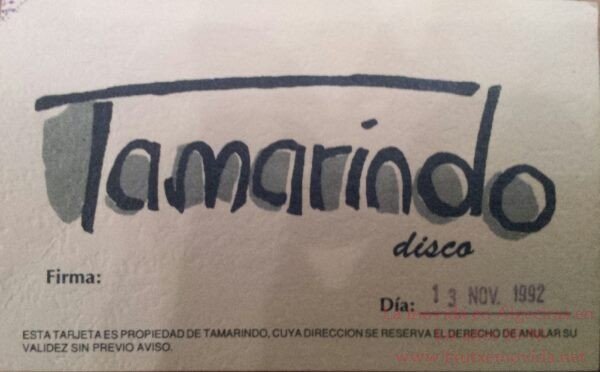 Tamarindo
disco
Firma:
Día: 13 NOV. 1992
ESTA TARJETA ES PROPIEDAD DE TAMARINDO, CUYA DIRECCION SE RESERVA EL DERECHO DE ANULAR SU
VALIDEZ SIN PREVIO AVISO.